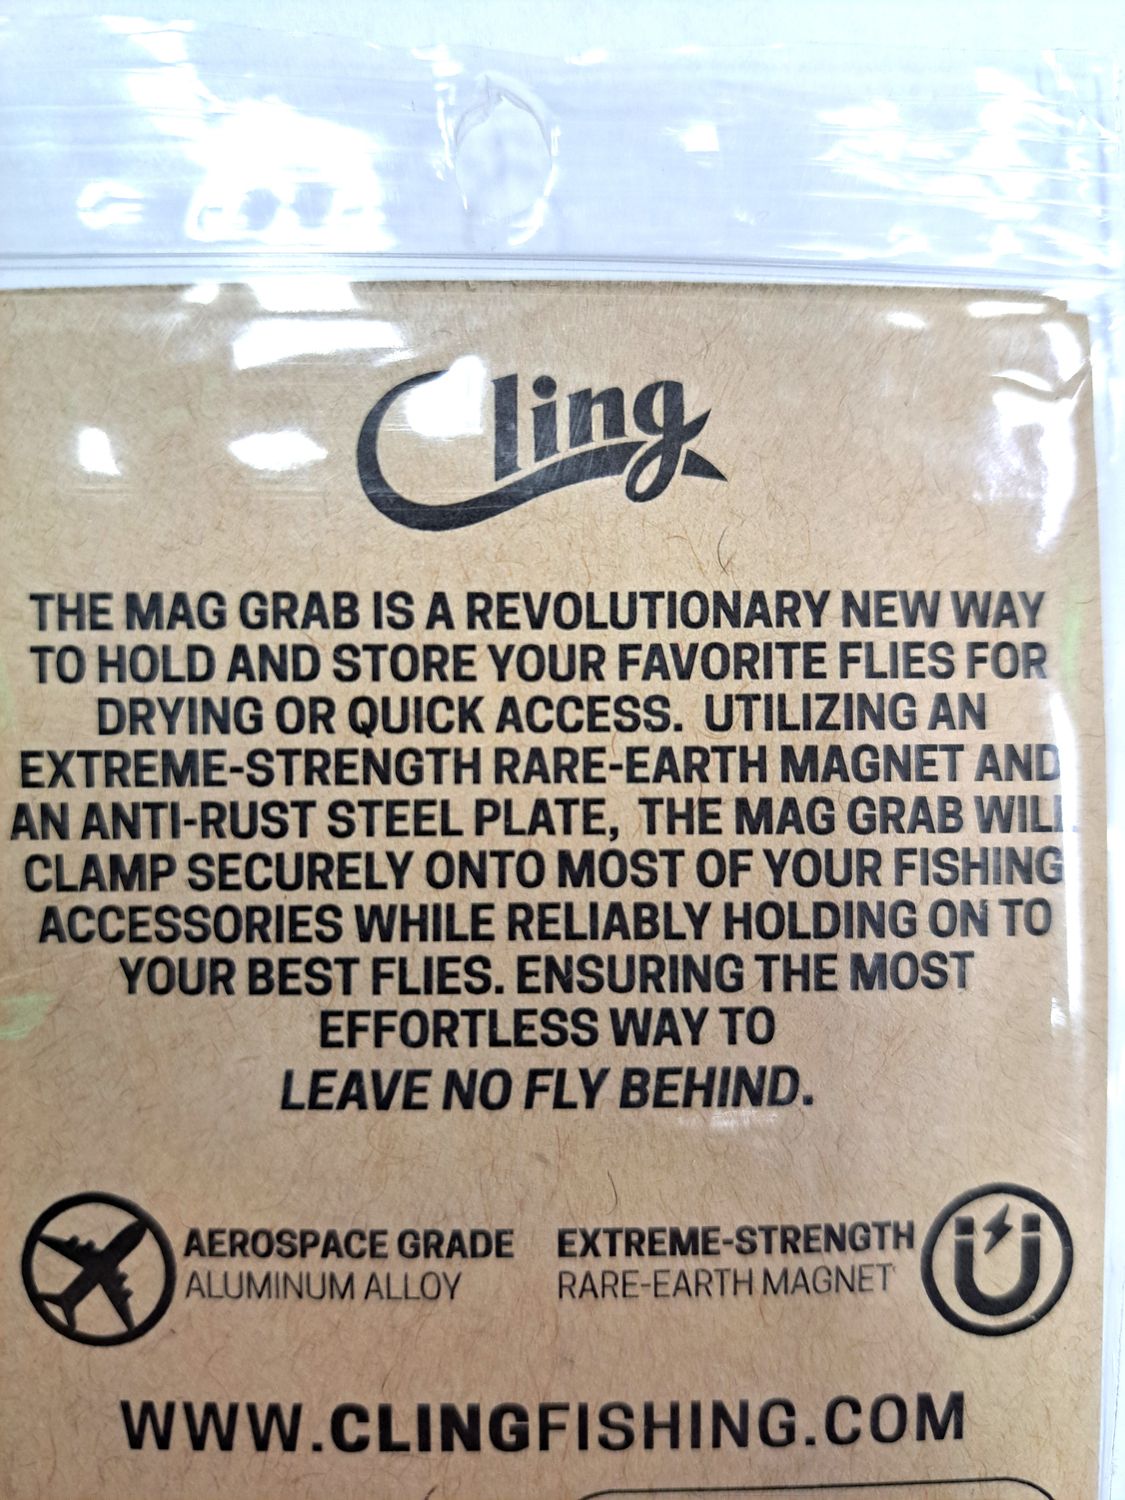 Cling
THE MAG GRAB IS A REVOLUTIONARY NEW WAY
TO HOLD AND STORE YOUR FAVORITE FLIES FOR
DRYING OR QUICK ACCESS. UTILIZING AN
EXTREME-STRENGTH RARE-EARTH MAGNET AND
AN ANTI-RUST STEEL PLATE, THE MAG GRAB WILL
CLAMP SECURELY ONTO MOST OF YOUR FISHING
ACCESSORIES WHILE RELIABLY HOLDING ON TO
YOUR BEST FLIES. ENSURING THE MOST
EFFORTLESS WAY TO
LEAVE NO FLY BEHIND.
AEROSPACE GRADE
ALUMINUM ALLOY
EXTREME-STRENGTH
RARE-EARTH MAGNET
WWW.CLINGFISHING.COM